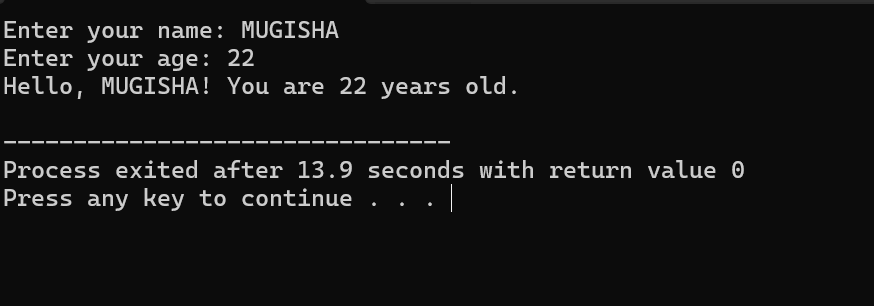 Enter your name: MUGISHA
Enter your age: 22
Hello, MUGISHA! You are 22 years old.
--------------------------------
Process exited after 13.9 seconds with return value 0
Press any key to continue . . .